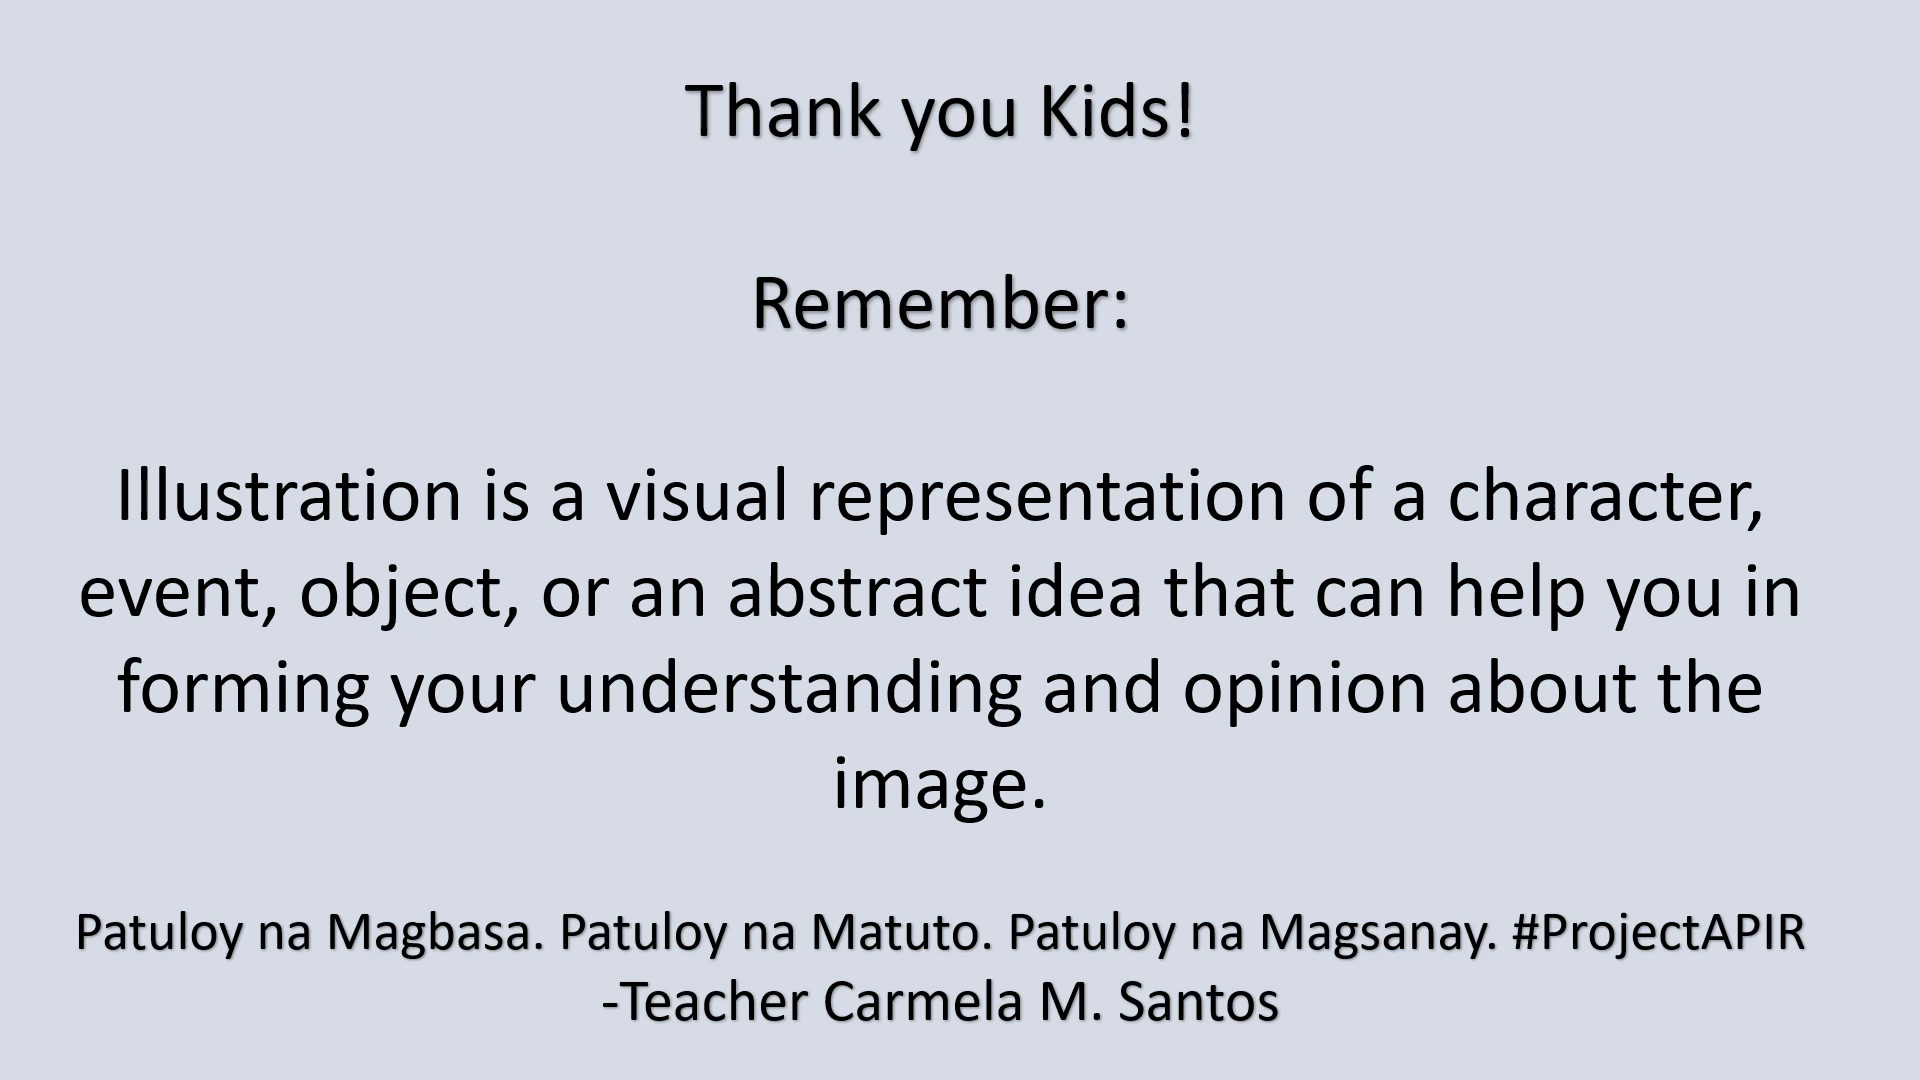 Thank you Kids!
Remember:
Illustration is a visual representation of a character,
event, object, or an abstract idea that can help you in
forming your understanding and opinion about the
image.
Patuloy na Magbasa. Patuloy na Matuto. Patuloy na Magsanay. #ProjectAPIR
-Teacher Carmela M. Santos